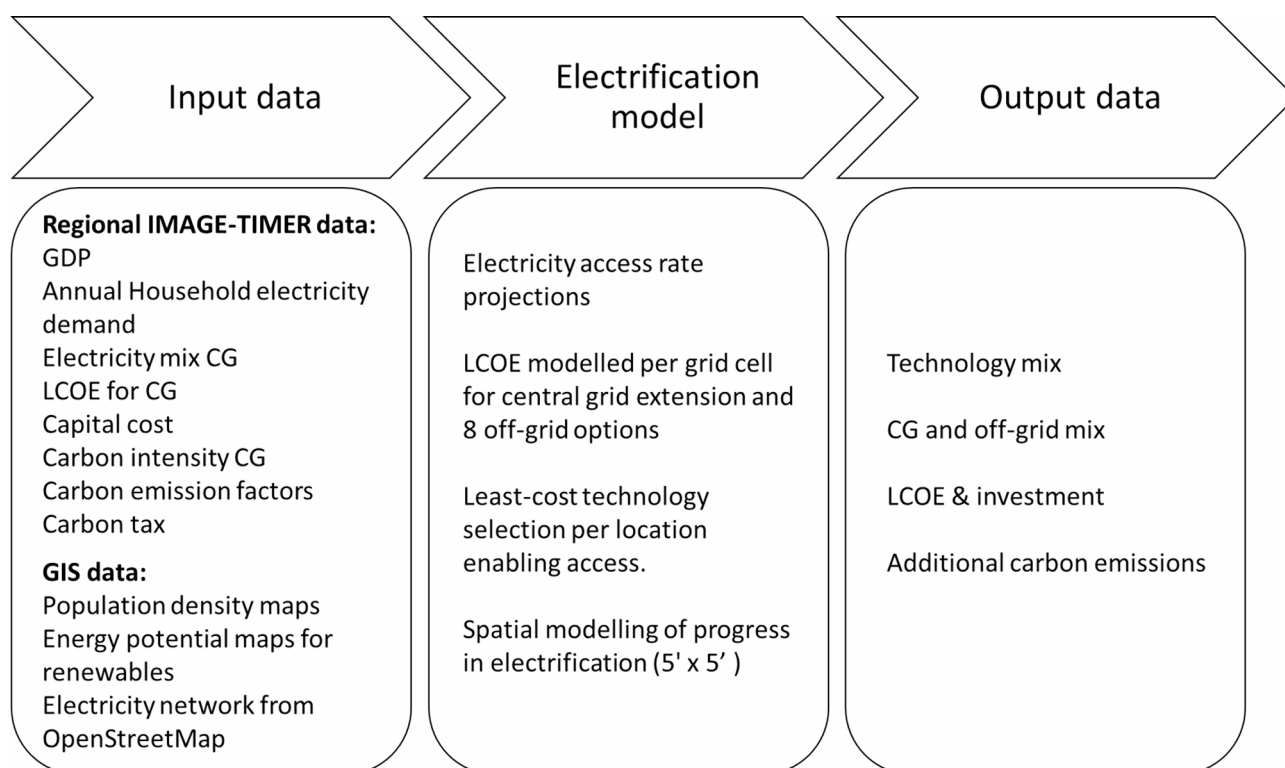 Input data
Electrification
model
Output data
Regional IMAGE-TIMER data:
GDP
Annual Household electricity
demand
Electricity mix CG
LCOE for CG
Capital cost
Carbon intensity CG
Carbon emission factors
Carbon tax
GIS data:
Population density maps
Energy potential maps for
renewables
Electricity network from
OpenStreetMap
Electricity access rate
projections
LCOE modelled per grid cell
for central grid extension and
8 off-grid options
Least-cost technology
selection per location
enabling access.
Spatial modelling of progress
in electrification (5' x 5’ )
Technology mix
CG and off-grid mix
LCOE & investment
Additional carbon emissions